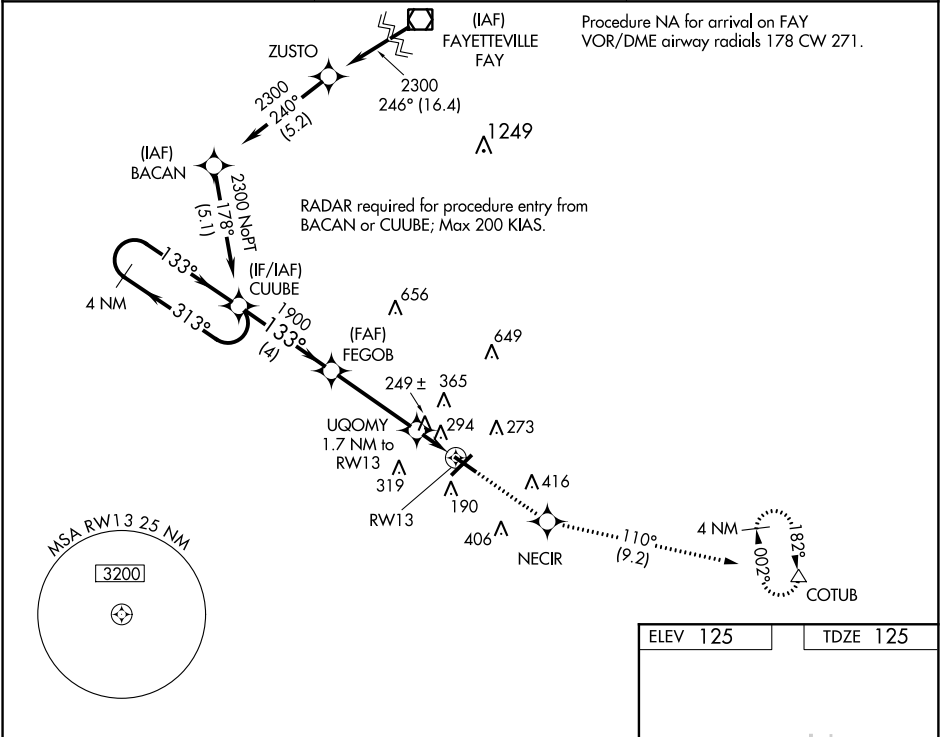 (IAF)
FAYETTEVILLE
FAY
Procedure NA for arrival on FAY
VOR/DME airway radials 178 CW 271.
ZUSTO
2300
246° (16.4)
2300
240°
(5.2)
1249
(IAF)
BACAN
2300 NoPT
178°
(5.1)
RADAR required for procedure entry from
BACAN or CUUBE; Max 200 KIAS.
133°
313°
4 NM
(IF/IAF)
CUUBE
1900
133°
(4)
656
(FAF)
FEGOB
649
249 ±
365
294
273
UQOMY
1.7 NM to
RW13
319
190
RW13
416
406
NECIR
110°
(9.2)
4 NM
182°
002°
COTUB
MSA RW13 25 NM
3200
ELEV 125
TDZE 125